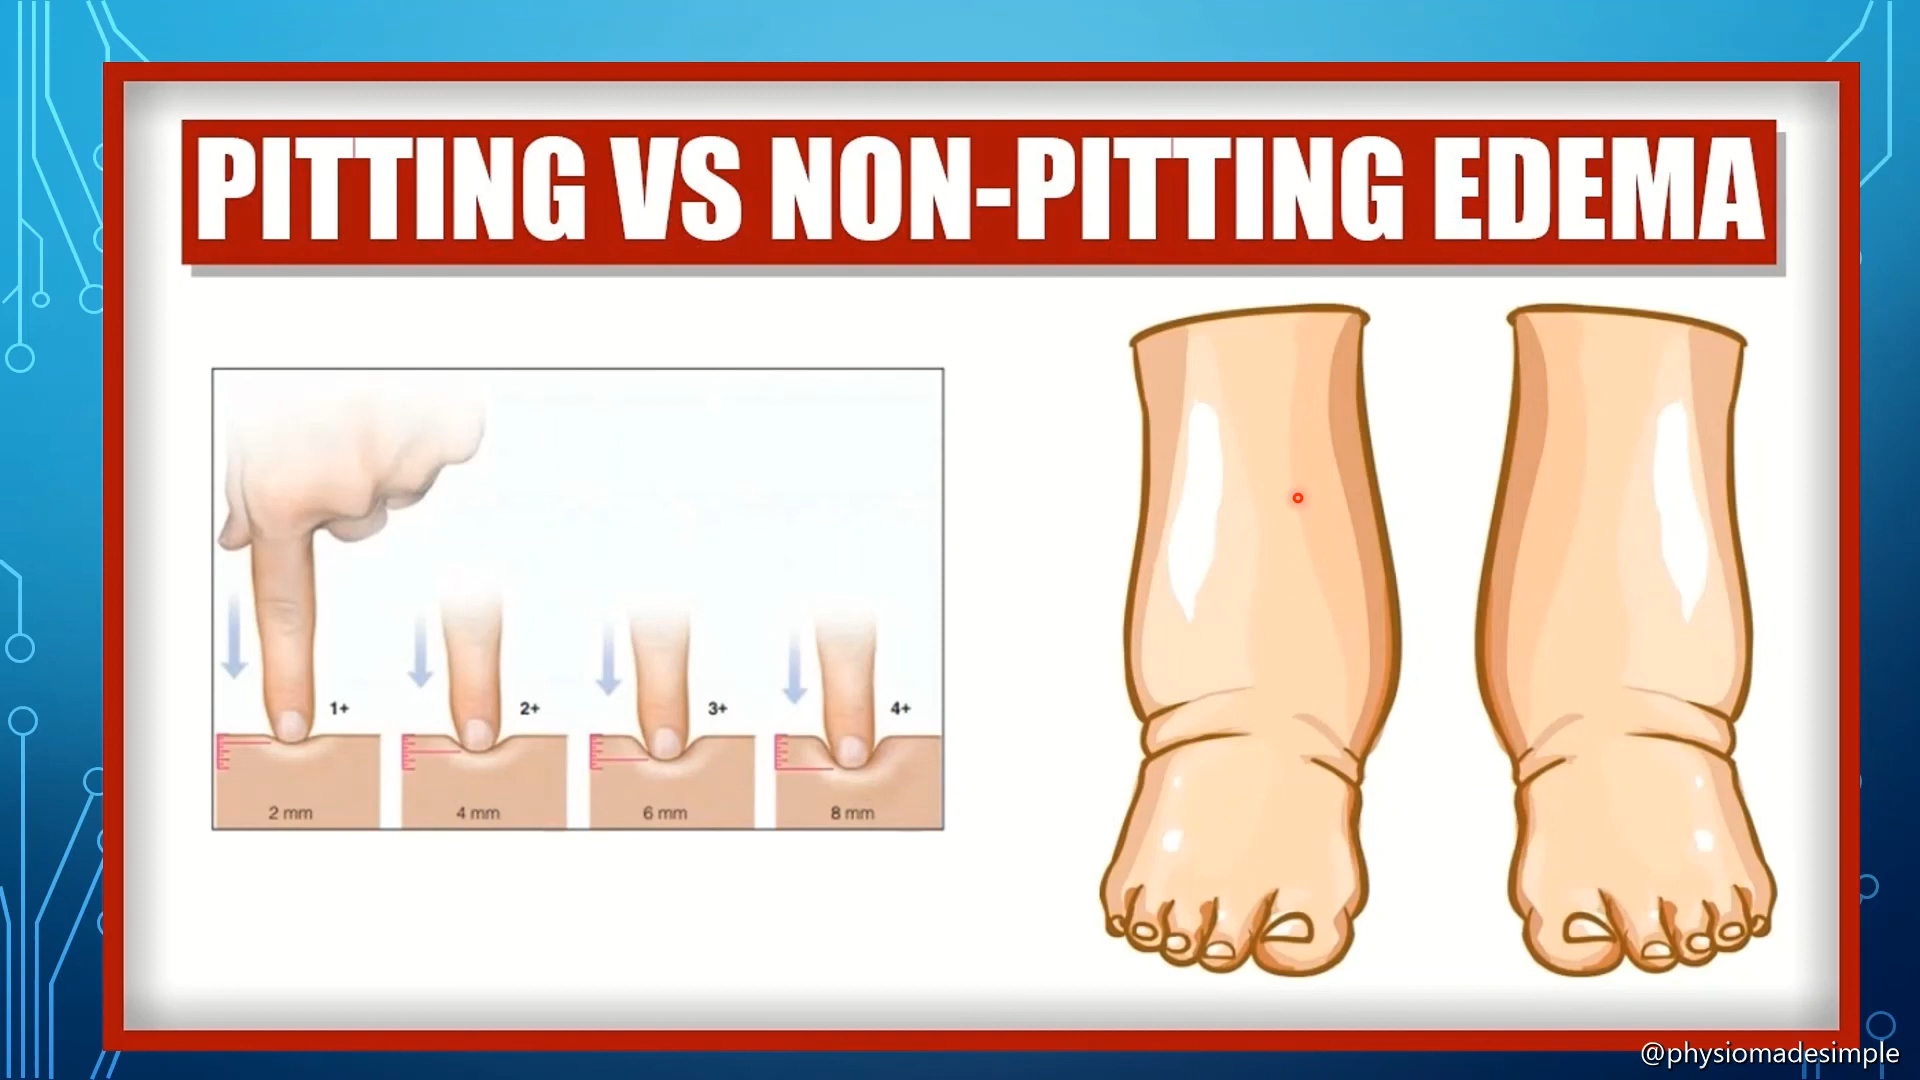 PITTING VS NON-PITTING EDEMA
1+ 2+ 3+ 4+
2 mm 4 mm 6 mm 8 mm
@physiomadesimple